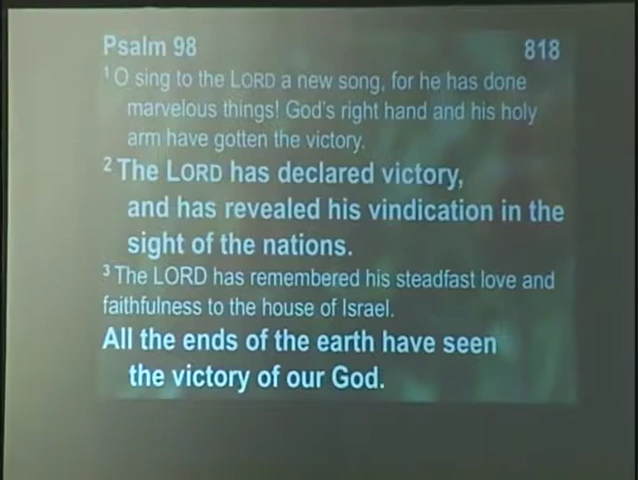 Psalm 98 818
1 O sing to the LORD a new song, for he has done
marvelous things! God's right hand and his holy
arm have gotten the victory.
2 The LORD has declared victory,
and has revealed his vindication in the
sight of the nations.
3 The LORD has remembered his steadfast love and
faithfulness to the house of Israel.
All the ends of the earth have seen
the victory of our God.